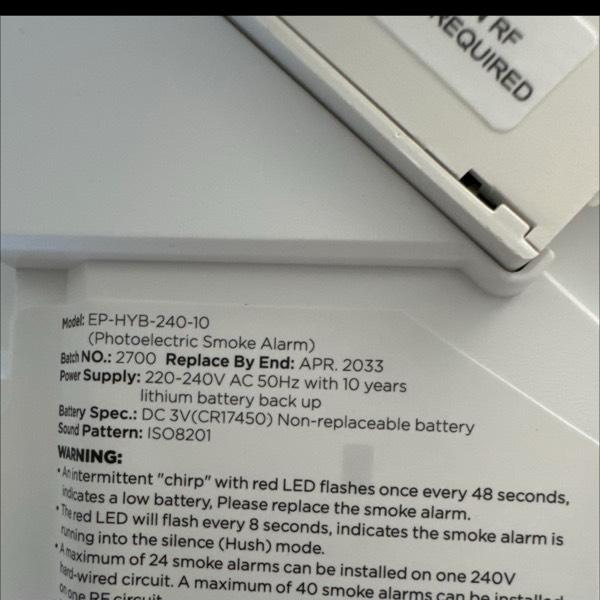 RF
REQUIRED
Model: EP-HYB-240-10
(Photoelectric Smoke Alarm)
Batch NO.: 2700 Replace By End: APR. 2033
Power Supply: 220-240V AC 50Hz with 10 years
lithium battery back up
Battery Spec.: DC 3V(CR17450) Non-replaceable battery
Sound Pattern: ISO8201
WARNING:
•An intermittent "chirp" with red LED flashes once every 48 seconds,
indicates a low battery, Please replace the smoke alarm.
•The red LED will flash every 8 seconds, indicates the smoke alarm is
running into the silence (Hush) mode.
•A maximum of 24 smoke alarms can be installed on one 240V
hard-wired circuit. A maximum of 40 smoke alarms can be installed
on one RF circuit.